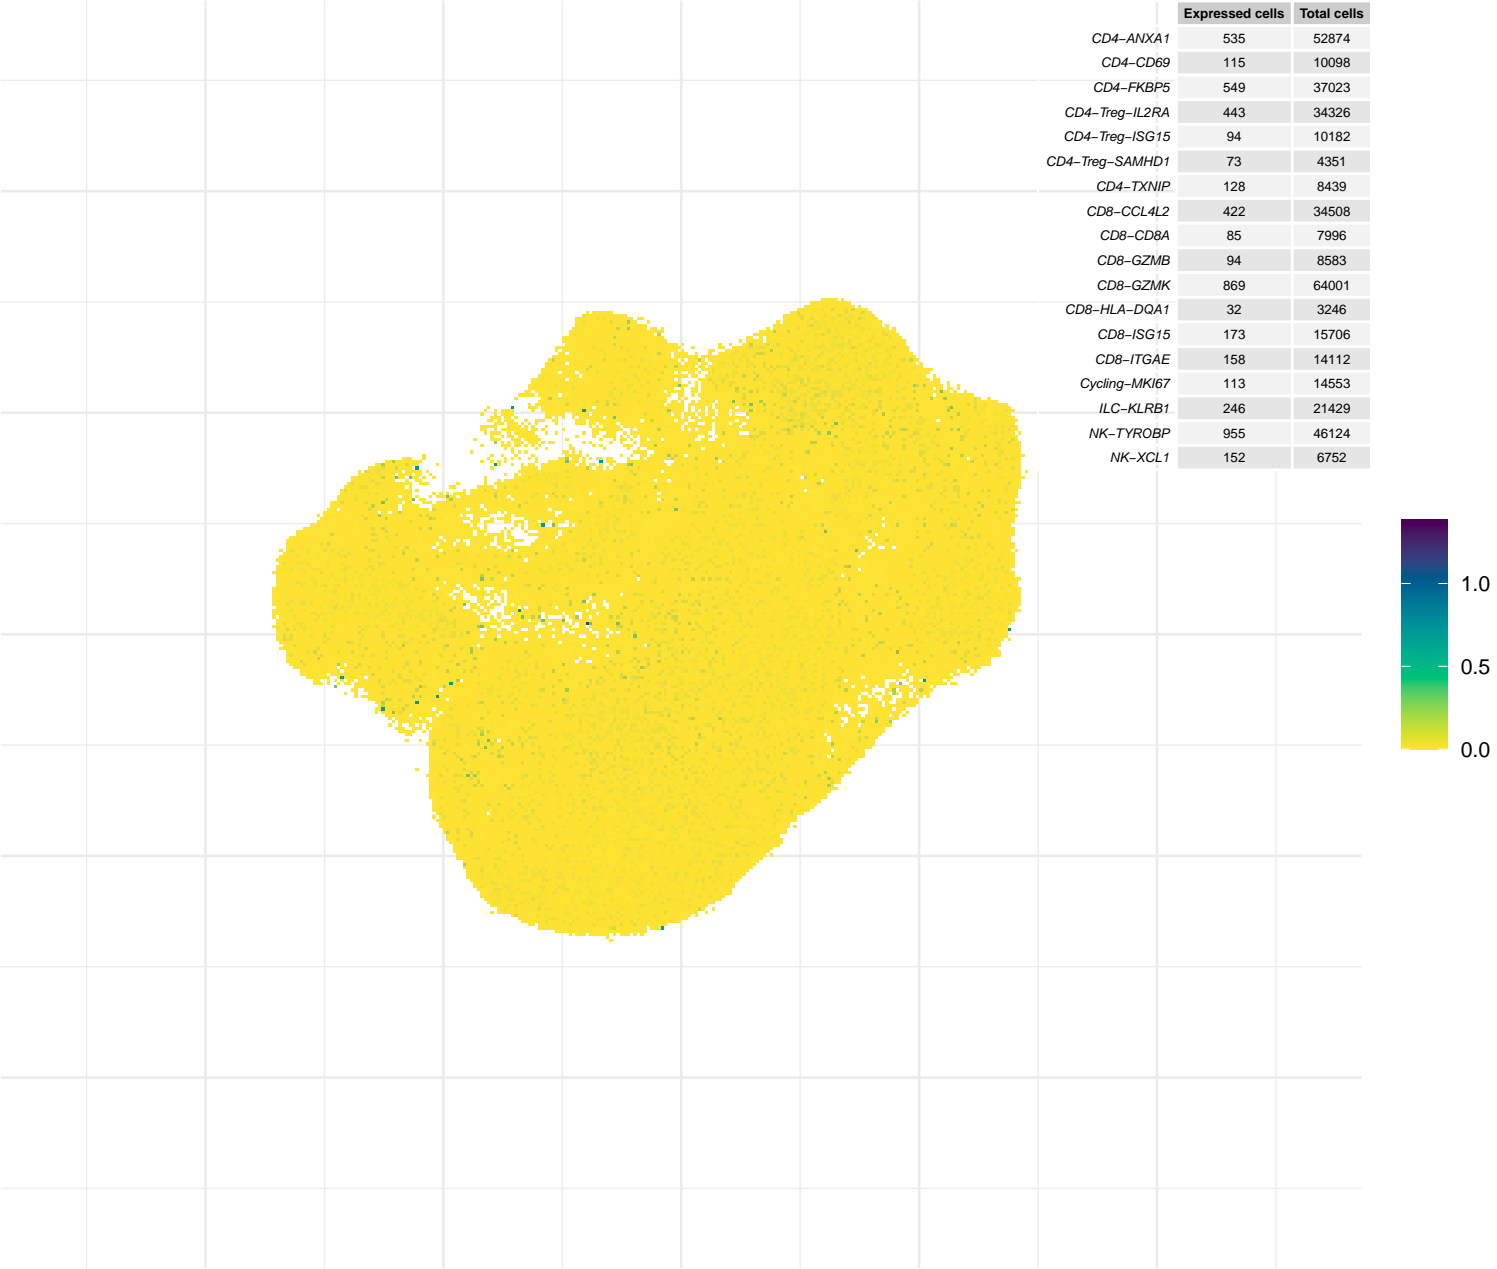 Expressed cells Total cells
CD4−ANXA1 535 52874
CD4−CD69 115 10098
CD4−FKBP5 549 37023
CD4−Treg−IL2RA 443 34326
CD4−Treg−ISG15 94 10182
CD4−Treg−SAMHD1 73 4351
CD4−TXNIP 128 8439
CD8−CCL4L2 422 34508
CD8−CD8A 85 7996
CD8−GZMB 94 8583
CD8−GZMK 869 64001
CD8−HLA−DQA1 32 3246
CD8−ISG15 173 15706
CD8−ITGAE 158 14112
Cycling−MKI67 113 14553
ILC−KLRB1 246 21429
NK−TYROBP 955 46124
NK−XCL1 152 6752
1.0
0.5
0.0